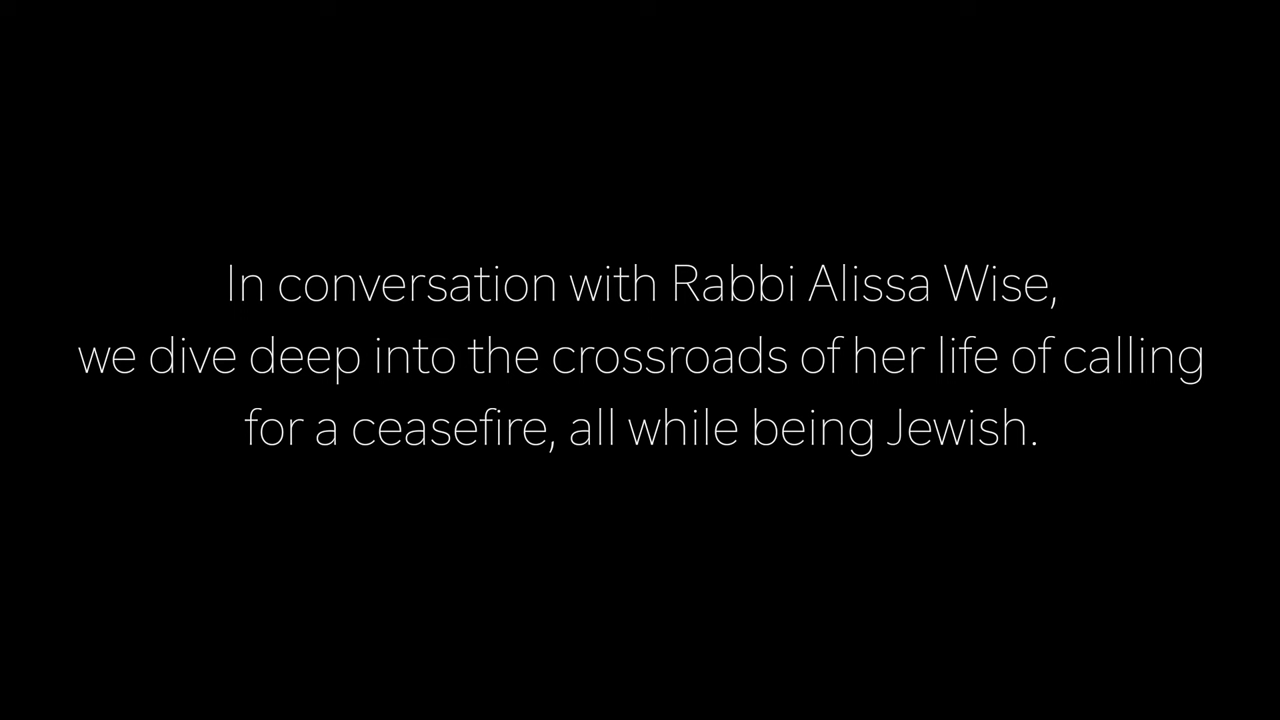 In conversation with Rabbi Alissa Wise,
we dive deep into the crossroads of her life of calling
for a ceasefire, all while being Jewish.